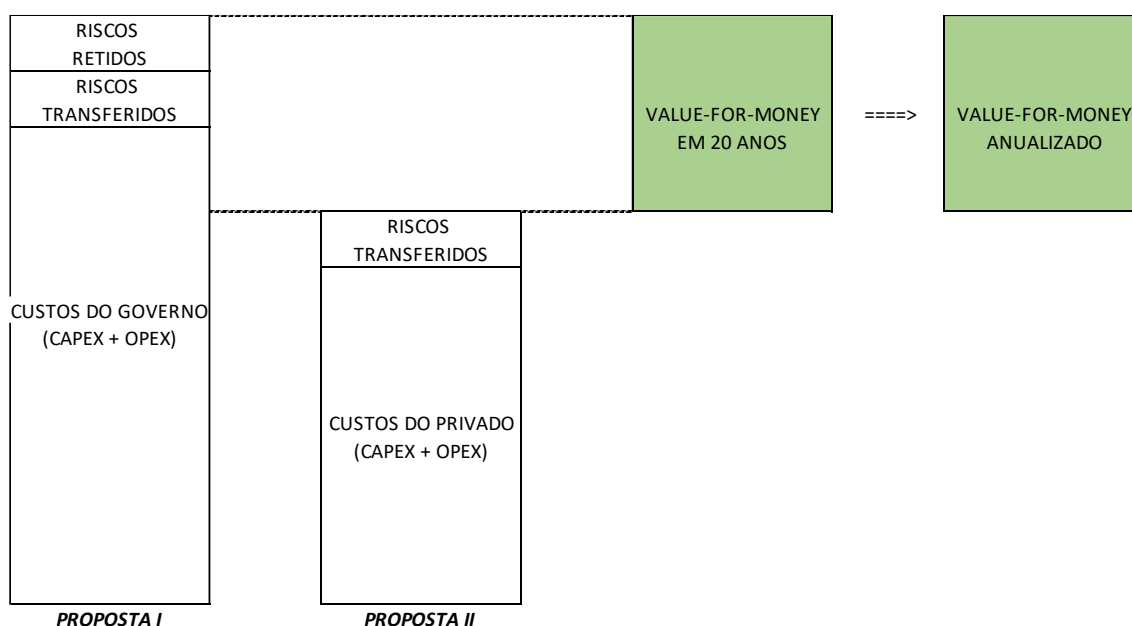 RISCOS
RETIDOS
RISCOS
TRANSFERIDOS
CUSTOS DO GOVERNO
(CAPEX + OPEX)
PROPOSTA I
RISCOS
TRANSFERIDOS
CUSTOS DO PRIVADO
(CAPEX + OPEX)
PROPOSTA II
VALUE-FOR-MONEY
EM 20 ANOS
====>
VALUE-FOR-MONEY
ANUALIZADO